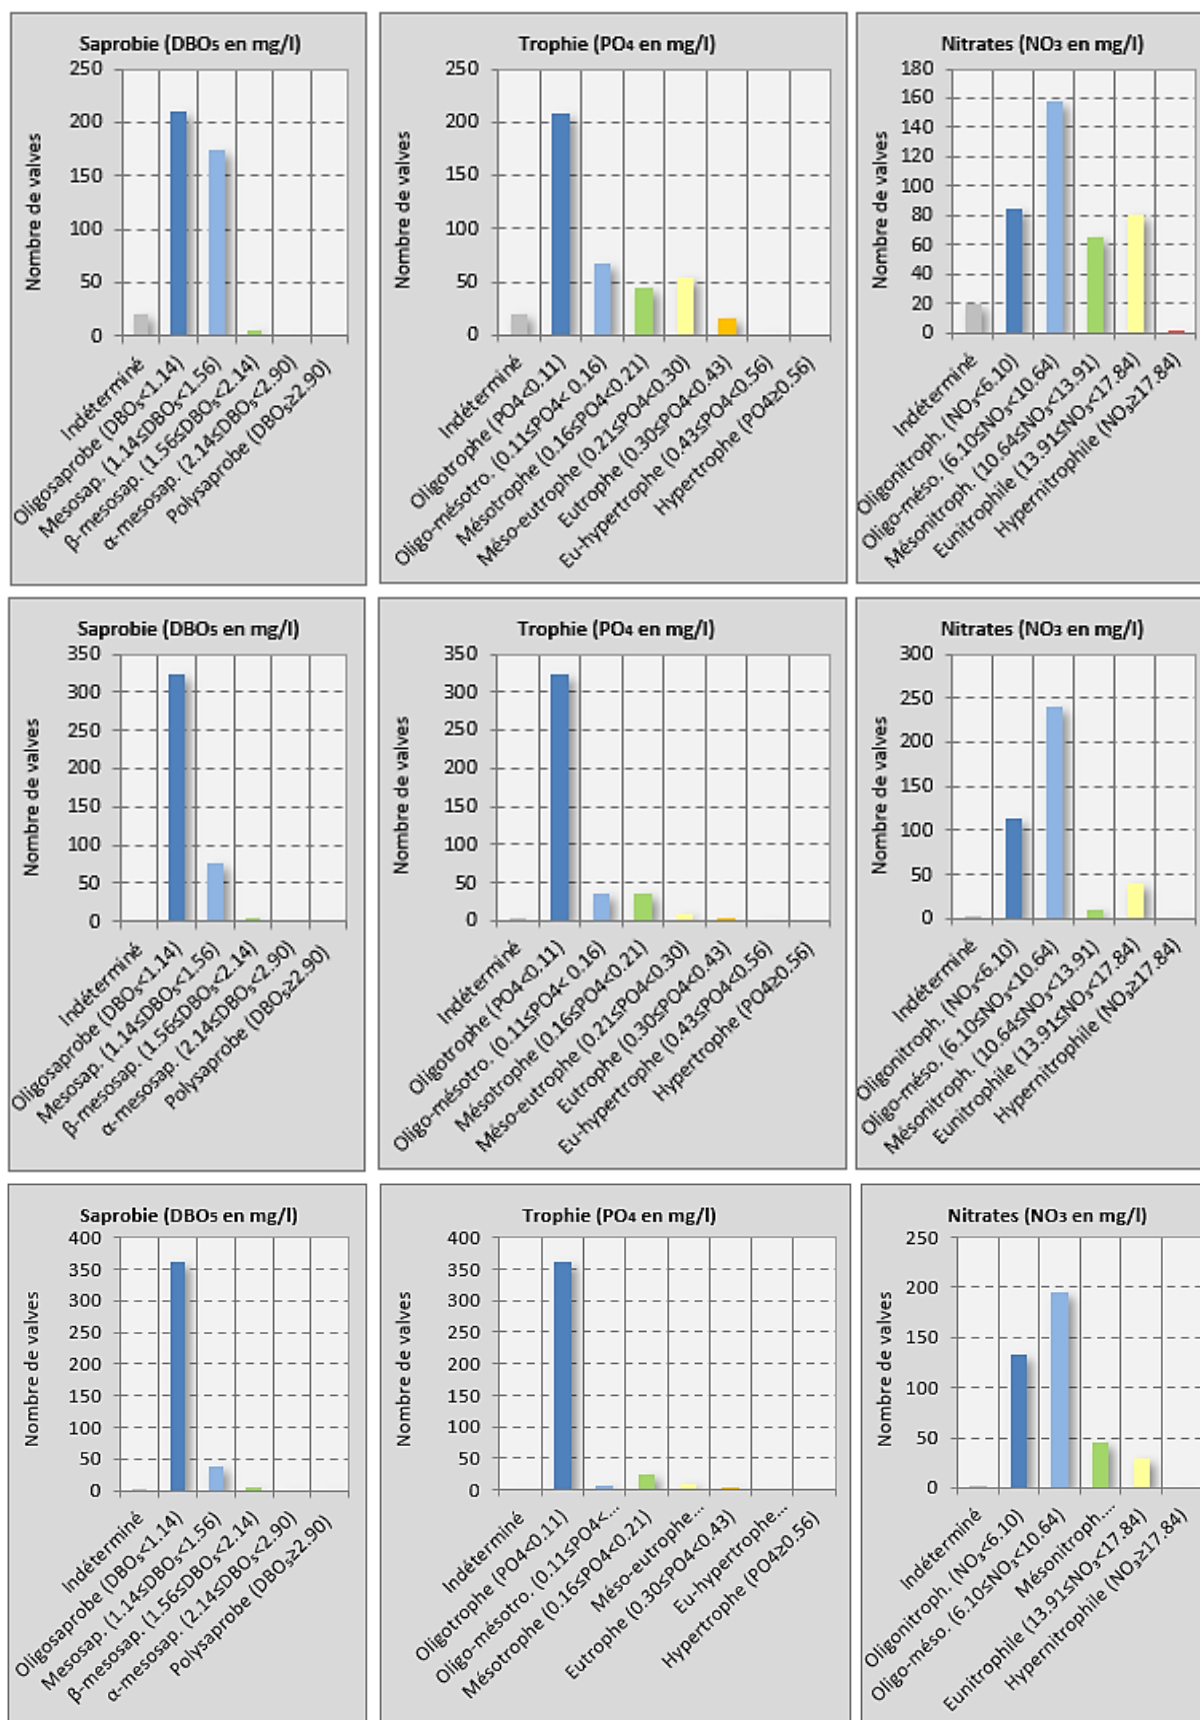 Saprobie (DBO₅ en mg/l)
250
200
150
100
50
0
Nombre de valves
Indéterminé
Oligosaprobe (DBO₅<1.14)
Mesosap. (1.14≤DBO₅<1.56)
β-mesosap. (1.56≤DBO₅<2.14)
α-mesosap. (2.14≤DBO₅<2.90)
Polysaprobe (DBO₅≥2.90)
Trophie (PO₄ en mg/l)
250
200
150
100
50
0
Nombre de valves
Indéterminé
Oligotrophe (PO4<0.11)
Oligo-mésotro. (0.11≤PO4< 0.16)
Mésotrophe (0.16≤PO4<0.21)
Méso-eutrophe (0.21≤PO4<0.30)
Eutrophe (0.30≤PO4<0.43)
Eu-hypertrophe (0.43≤PO4<0.56)
Hypertrophe (PO4≥0.56)
Nitrates (NO₃ en mg/l)
180
160
140
120
100
80
60
40
20
0
Nombre de valves
Indéterminé
Oligonitroph. (NO₃<6.10)
Oligo-méso. (6.10≤NO₃<10.64)
Mésonitroph. (10.64≤NO₃<13.91)
Eunitrophile (13.91≤NO₃<17.84)
Hypernitrophile (NO₃≥17.84)
Saprobie (DBO₅ en mg/l)
350
300
250
200
150
100
50
0
Nombre de valves
Indéterminé
Oligosaprobe (DBO₅<1.14)
Mesosap. (1.14≤DBO₅<1.56)
β-mesosap. (1.56≤DBO₅<2.14)
α-mesosap. (2.14≤DBO₅<2.90)
Polysaprobe (DBO₅≥2.90)
Trophie (PO₄ en mg/l)
350
300
250
200
150
100
50
0
Nombre de valves
Indéterminé
Oligotrophe (PO4<0.11)
Oligo-mésotro. (0.11≤PO4< 0.16)
Mésotrophe (0.16≤PO4<0.21)
Méso-eutrophe (0.21≤PO4<0.30)
Eutrophe (0.30≤PO4<0.43)
Eu-hypertrophe (0.43≤PO4<0.56)
Hypertrophe (PO4≥0.56)
Nitrates (NO₃ en mg/l)
300
250
200
150
100
50
0
Nombre de valves
Indéterminé
Oligonitroph. (NO₃<6.10)
Oligo-méso. (6.10≤NO₃<10.64)
Mésonitroph. (10.64≤NO₃<13.91)
Eunitrophile (13.91≤NO₃<17.84)
Hypernitrophile (NO₃≥17.84)
Saprobie (DBO₅ en mg/l)
400
350
300
250
200
150
100
50
0
Nombre de valves
Indéterminé
Oligosaprobe (DBO₅<1.14)
Mesosap. (1.14≤DBO₅<1.56)
β-mesosap. (1.56≤DBO₅<2.14)
α-mesosap. (2.14≤DBO₅<2.90)
Polysaprobe (DBO₅≥2.90)
Trophie (PO₄ en mg/l)
400
350
300
250
200
150
100
50
0
Nombre de valves
Indéterminé
Oligotrophe (PO4<0.11)
Oligo-mésotro. (0.11≤PO4<...
Mésotrophe (0.16≤PO4<0.21)
Méso-eutrophe...
Eutrophe (0.30≤PO4<0.43)
Eu-hypertrophe...
Hypertrophe (PO4≥0.56)
Nitrates (NO₃ en mg/l)
250
200
150
100
50
0
Nombre de valves
Indéterminé
Oligonitroph. (NO₃<6.10)
Oligo-méso. (6.10≤NO₃<10.64)
Mésonitroph....
Eunitrophile (13.91≤NO₃<17.84)
Hypernitrophile (NO₃≥17.84)